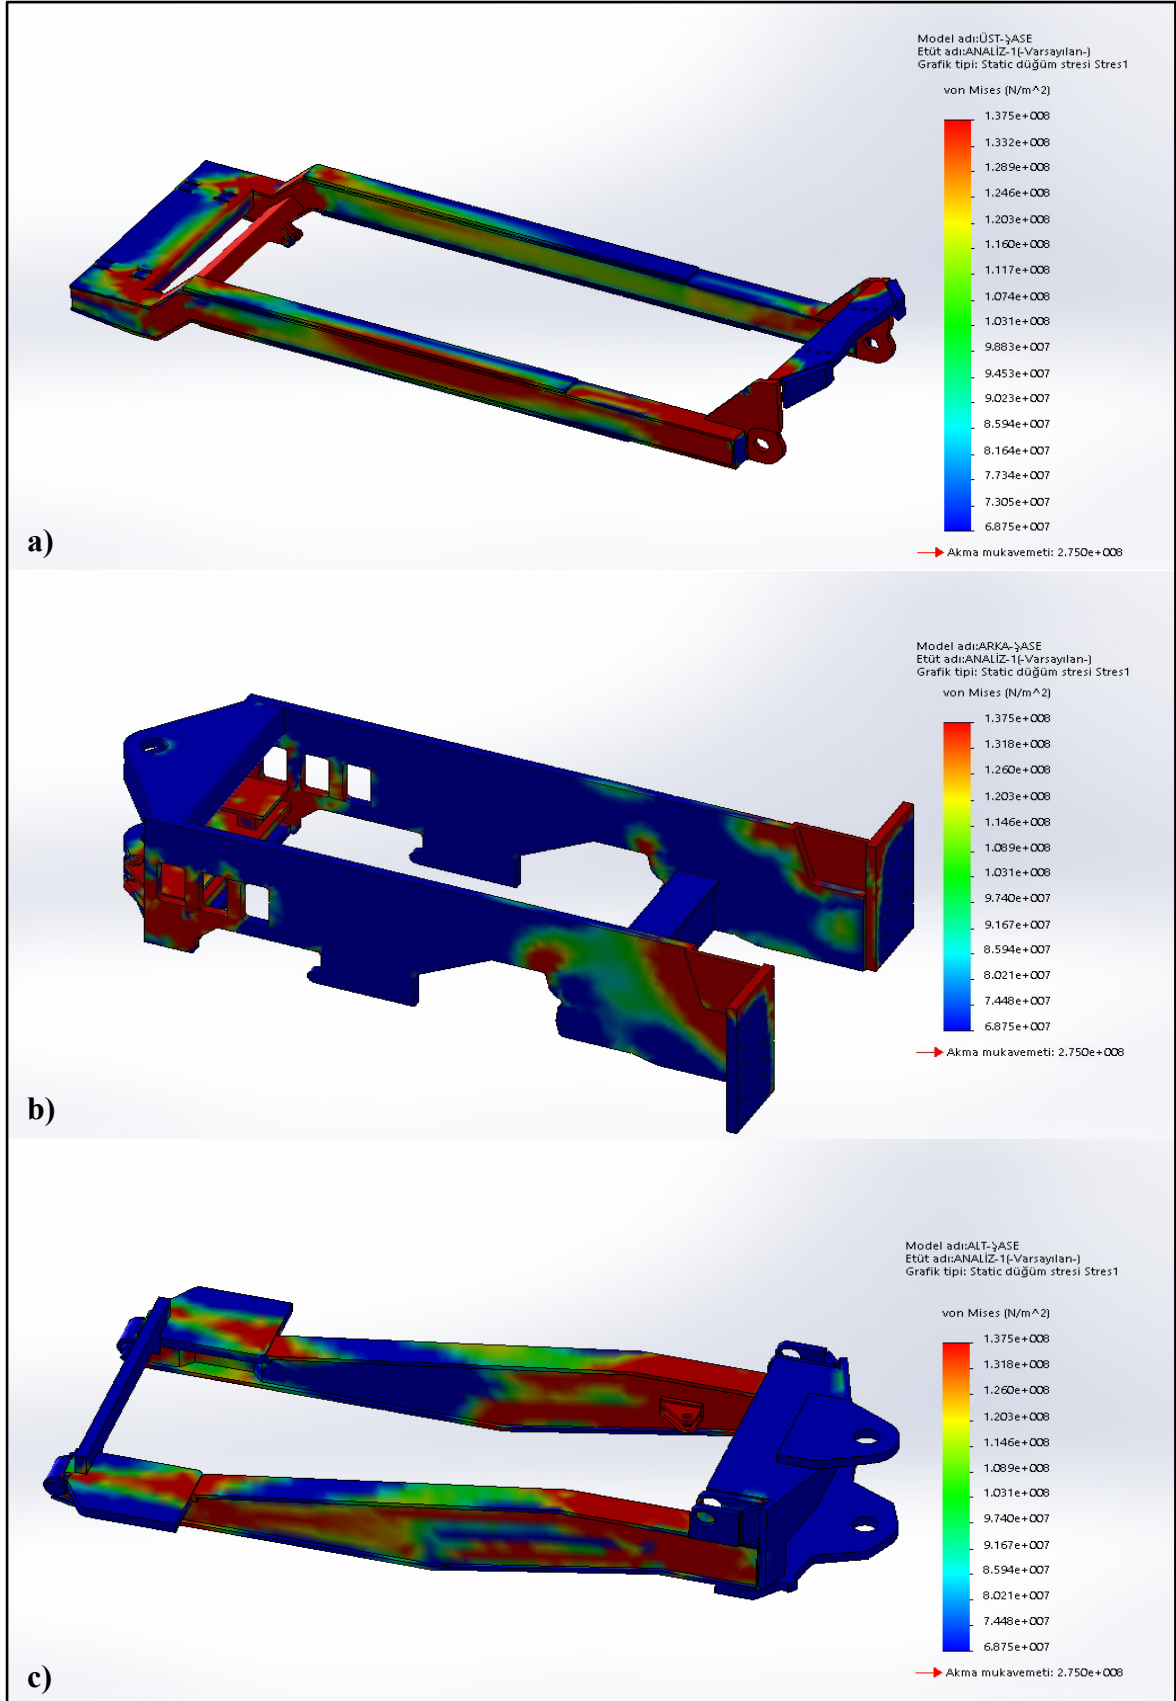 Model adı:ÜST-ŞASE
Etüt adı:ANALİZ-1(-Varsayılan-)
Grafik tipi: Static düğüm stresi Stres1
von Mises (N/m^2)
1.375e+008
1.332e+008
1.289e+008
1.246e+008
1.203e+008
1.160e+008
1.117e+008
1.074e+008
1.031e+008
9.883e+007
9.453e+007
9.023e+007
8.594e+007
8.164e+007
7.734e+007
7.305e+007
6.875e+007
Akma mukavemeti: 2.750e+008
a)
Model adı:ARKA-ŞASE
Etüt adı:ANALİZ-1(-Varsayılan-)
Grafik tipi: Static düğüm stresi Stres1
von Mises (N/m^2)
1.375e+008
1.318e+008
1.260e+008
1.203e+008
1.146e+008
1.089e+008
1.031e+008
9.740e+007
9.167e+007
8.594e+007
8.021e+007
7.448e+007
6.875e+007
Akma mukavemeti: 2.750e+008
b)
Model adı:ALT-ŞASE
Etüt adı:ANALİZ-1(-Varsayılan-)
Grafik tipi: Static düğüm stresi Stres1
von Mises (N/m^2)
1.375e+008
1.318e+008
1.260e+008
1.203e+008
1.146e+008
1.089e+008
1.031e+008
9.740e+007
9.167e+007
8.594e+007
8.021e+007
7.448e+007
6.875e+007
Akma mukavemeti: 2.750e+008
c)